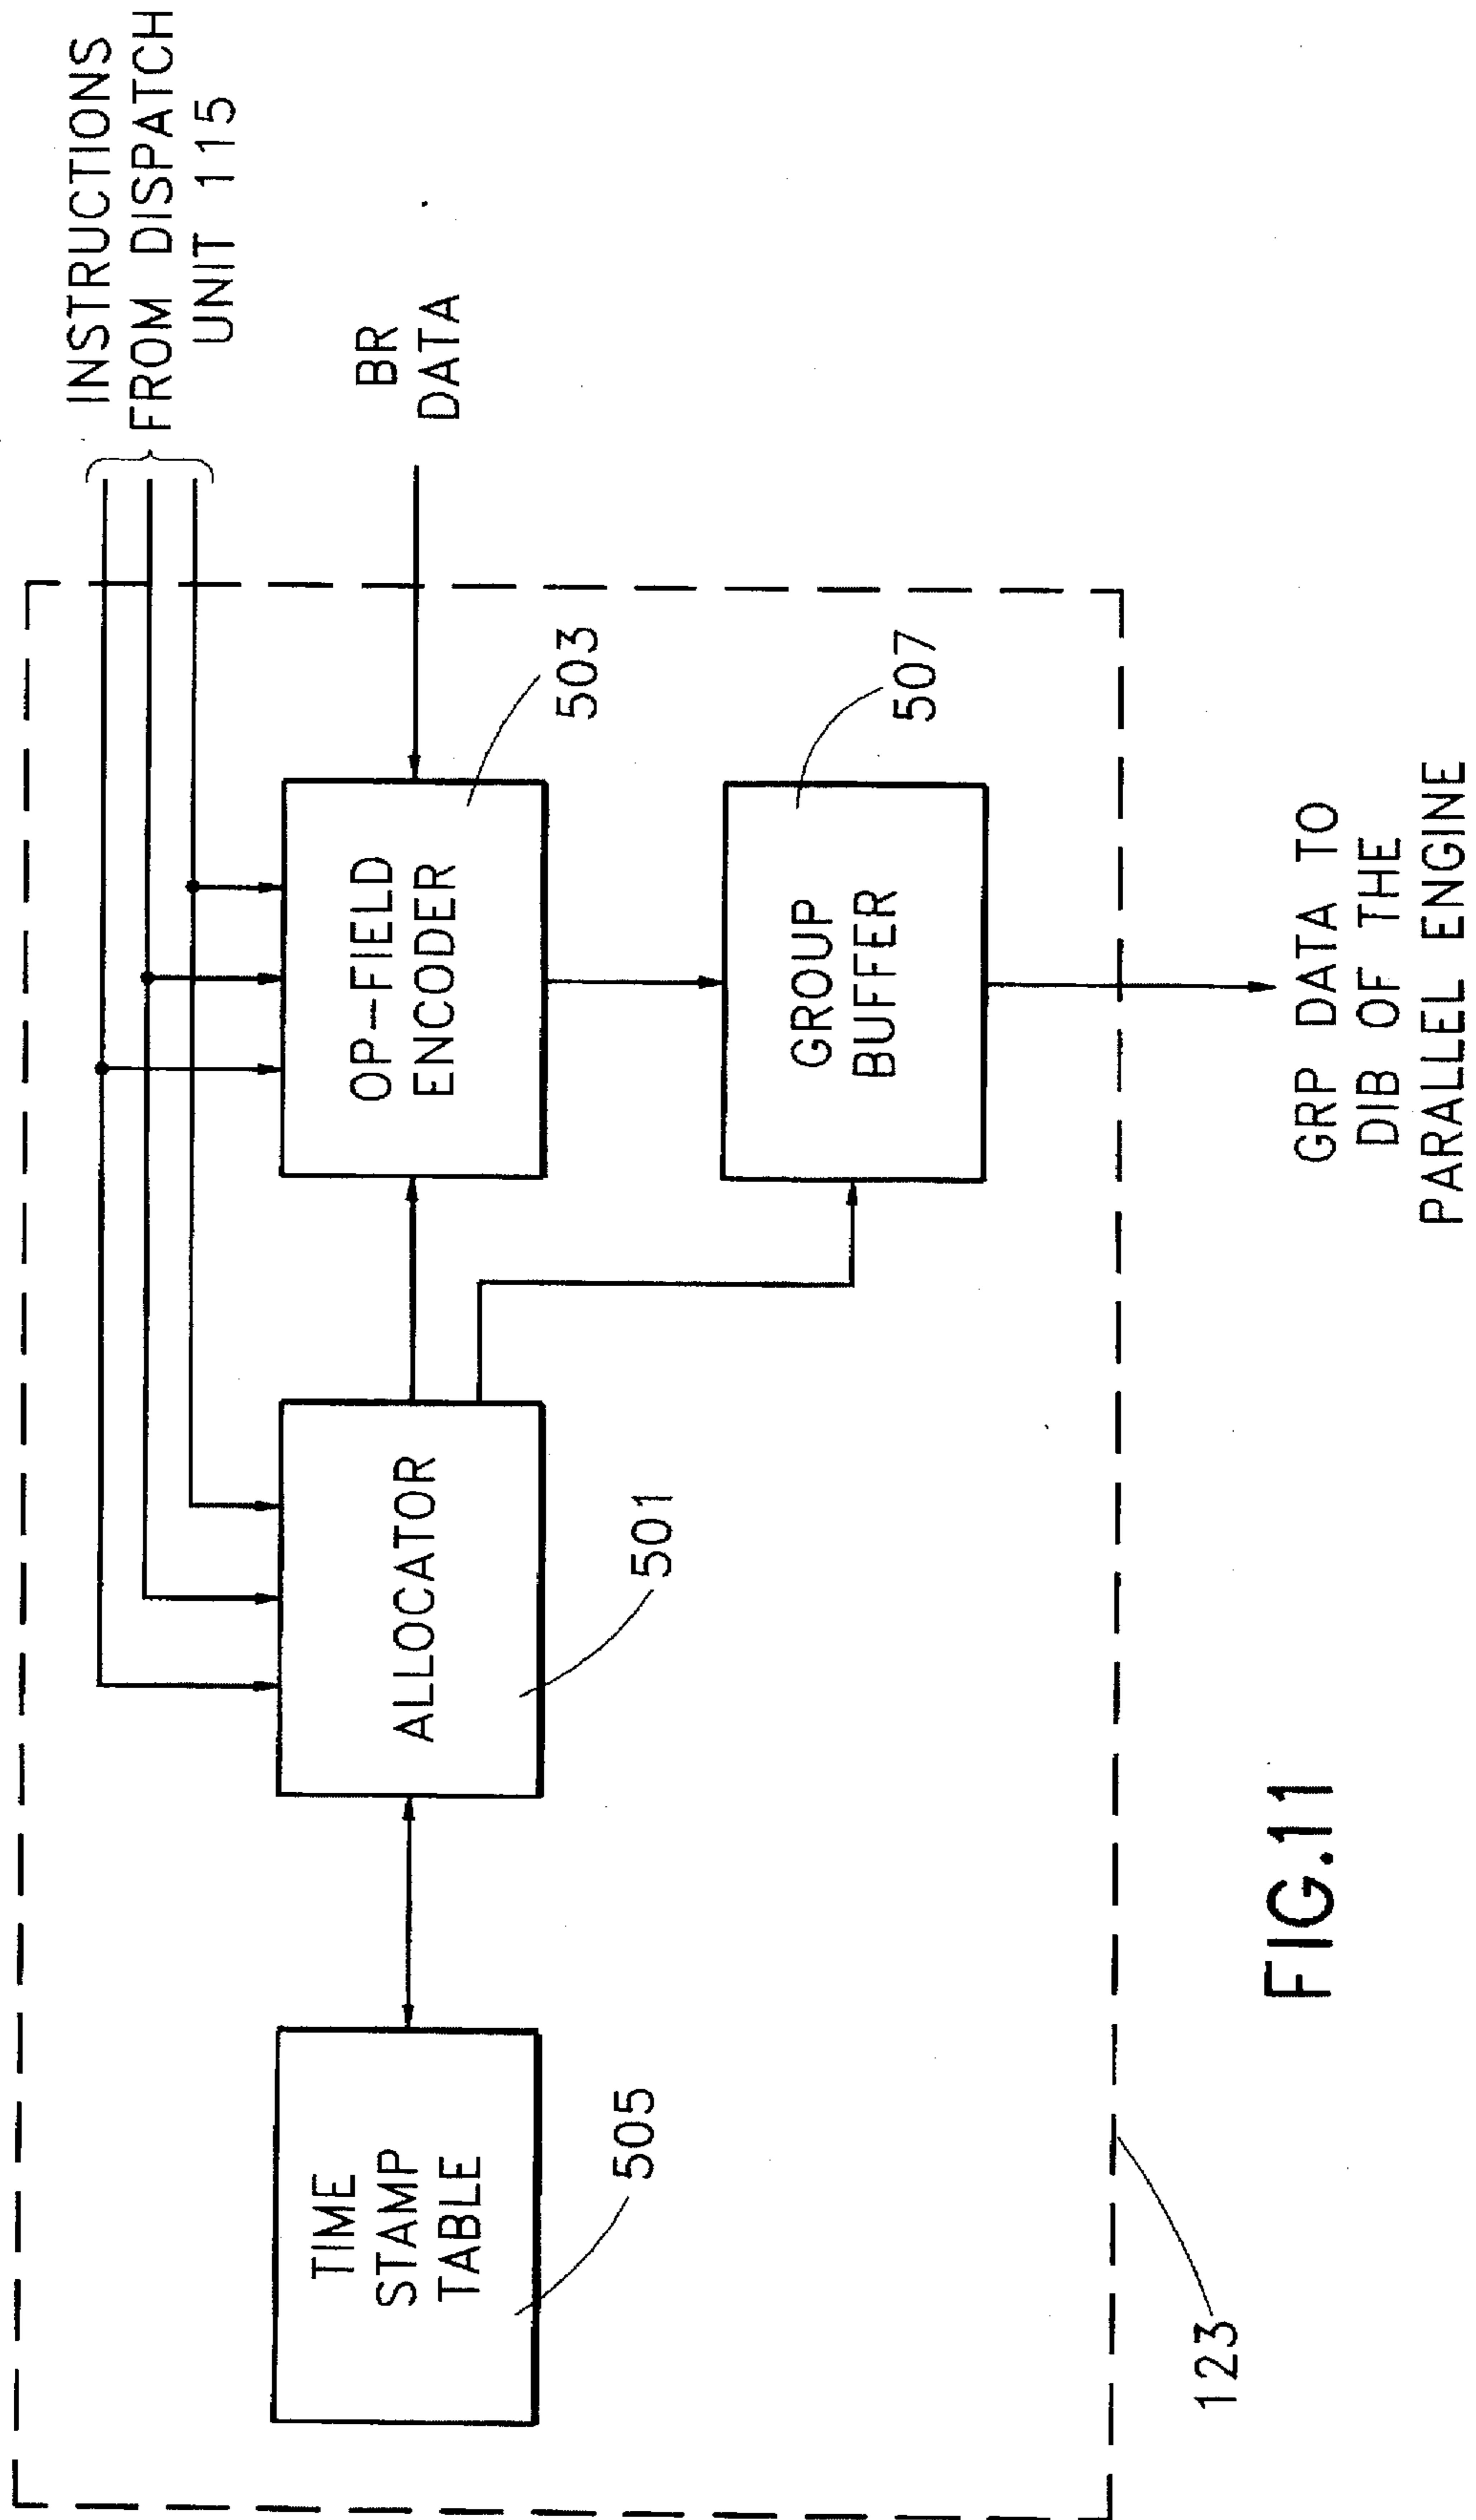 INSTRUCTIONS
FROM DISPATCH
UNIT 115
BR
DATA
TIME
STAMP
TABLE
505
ALLOCATOR
501
OP-FIELD
ENCODER
503
GROUP
BUFFER
507
123
GRP DATA TO
DIB OF THE
PARALLEL ENGINE
FIG.11